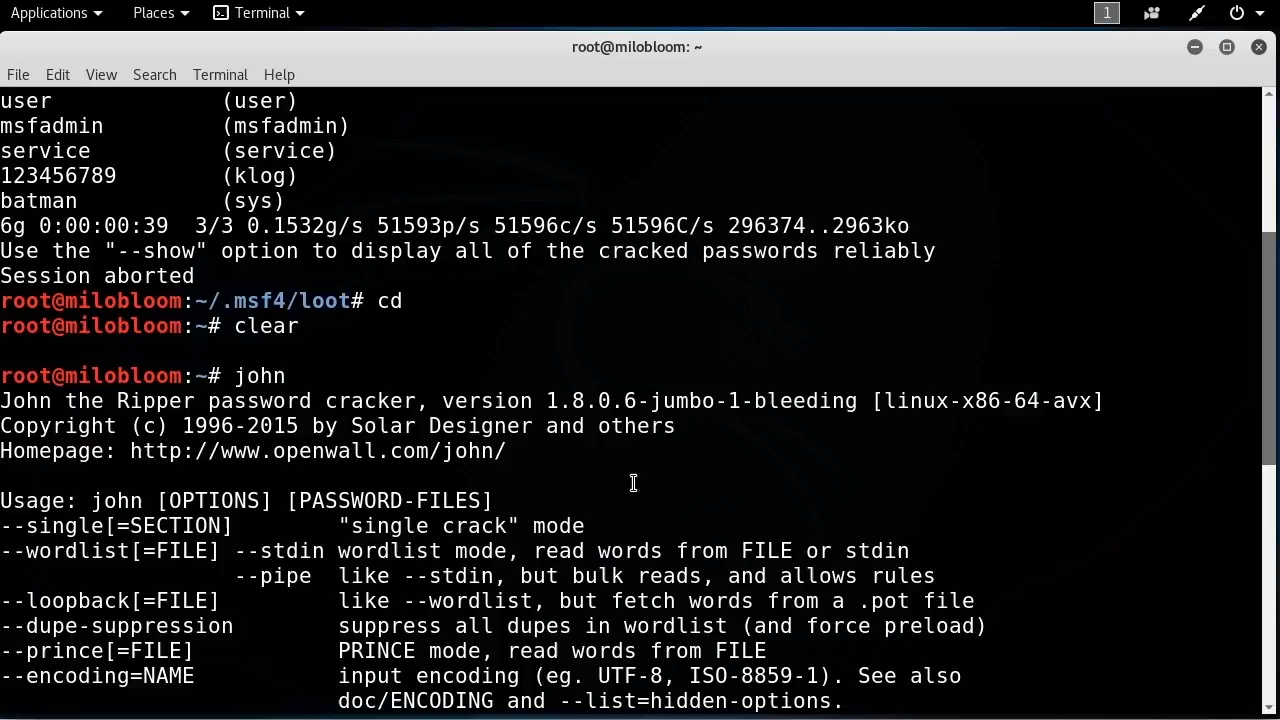 Applications Places Terminal 1
root@milobloom: ~
File Edit View Search Terminal Help
user (user)
msfadmin (msfadmin)
service (service)
123456789 (klog)
batman (sys)
6g 0:00:00:39 3/3 0.1532g/s 51593p/s 51596c/s 51596C/s 296374..2963ko
Use the "--show" option to display all of the cracked passwords reliably
Session aborted
root@milobloom:~/.msf4/loot# cd
root@milobloom:~# clear
root@milobloom:~# john
John the Ripper password cracker, version 1.8.0.6-jumbo-1-bleeding [linux-x86-64-avx]
Copyright (c) 1996-2015 by Solar Designer and others
Homepage: http://www.openwall.com/john/
Usage: john [OPTIONS] [PASSWORD-FILES]
--single[=SECTION] "single crack" mode
--wordlist[=FILE] --stdin wordlist mode, read words from FILE or stdin
--pipe like --stdin, but bulk reads, and allows rules
--loopback[=FILE] like --wordlist, but fetch words from a .pot file
--dupe-suppression suppress all dupes in wordlist (and force preload)
--prince[=FILE] PRINCE mode, read words from FILE
--encoding=NAME input encoding (eg. UTF-8, ISO-8859-1). See also
doc/ENCODING and --list=hidden-options.